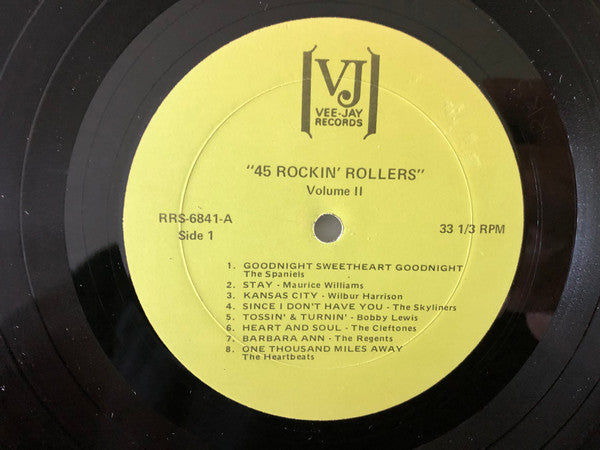 VJ
VEE-JAY
RECORDS
"45 ROCKIN' ROLLERS"
Volume II
RRS-6841-A
Side 1
33 1/3 RPM
1. GOODNIGHT SWEETHEART GOODNIGHT
The Spaniels
2. STAY - Maurice Williams
3. KANSAS CITY - Wilbur Harrison
4. SINCE I DON'T HAVE YOU - The Skyliners
5. TOSSIN' & TURNIN' - Bobby Lewis
6. HEART AND SOUL - The Cleftones
7. BARBARA ANN - The Regents
8. ONE THOUSAND MILES AWAY
The Heartbeats